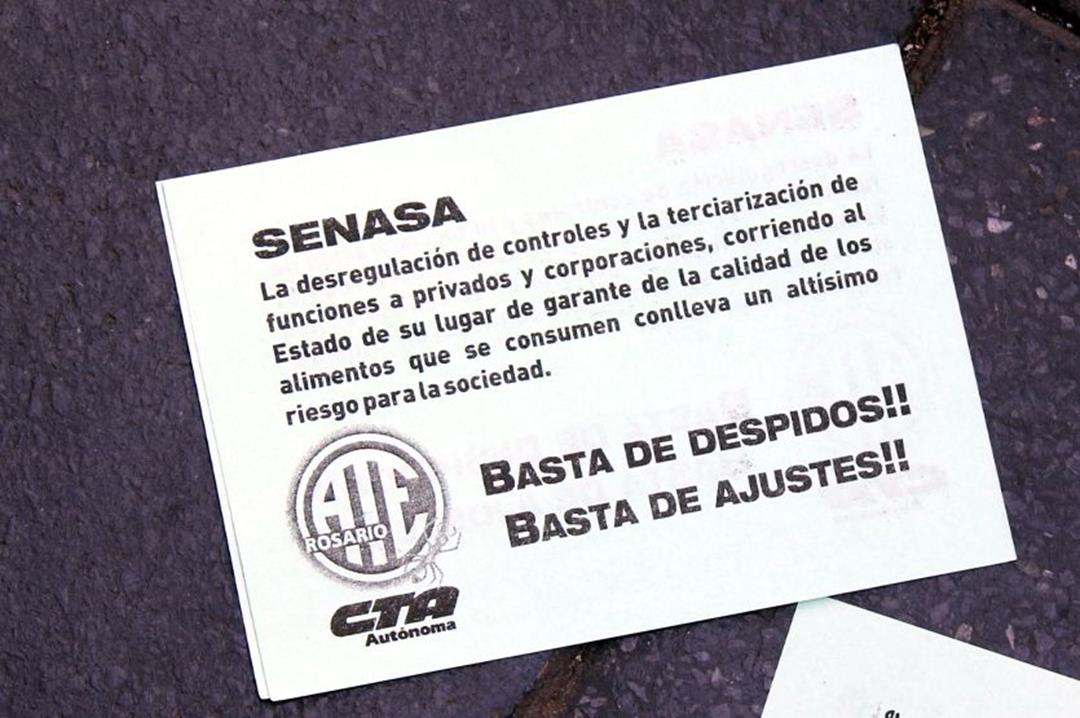 SENASA
La desregulación de controles y la terciarización de
funciones a privados y corporaciones, corriendo al
Estado de su lugar de garante de la calidad de los
alimentos que se consumen conlleva un altísimo
riesgo para la sociedad.
BASTA DE DESPIDOS!!
BASTA DE AJUSTES!!
ATE
ROSARIO
CTA
Autónoma